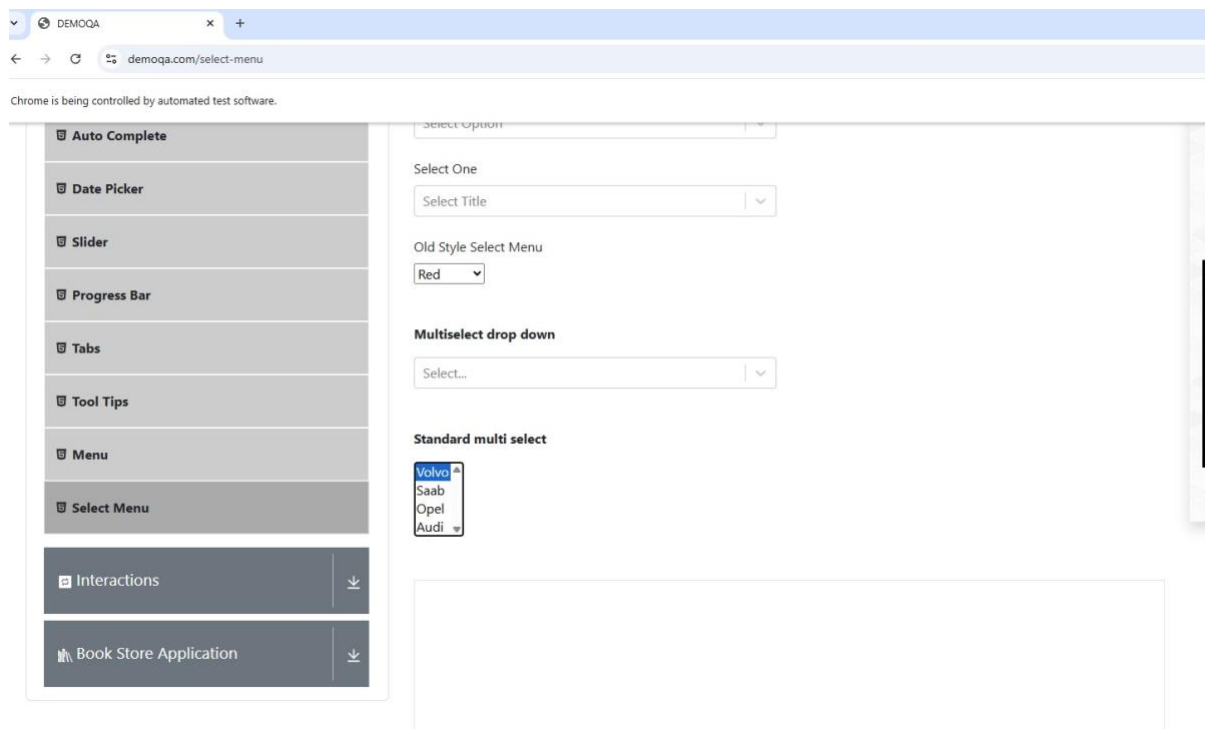 DEMOQA
demoqa.com/select-menu
Chrome is being controlled by automated test software.
Auto Complete
Date Picker
Slider
Progress Bar
Tabs
Tool Tips
Menu
Select Menu
Interactions
Book Store Application
Select Option
Select One
Select Title
Old Style Select Menu
Red
Multiselect drop down
Select...
Standard multi select
Volvo
Saab
Opel
Audi